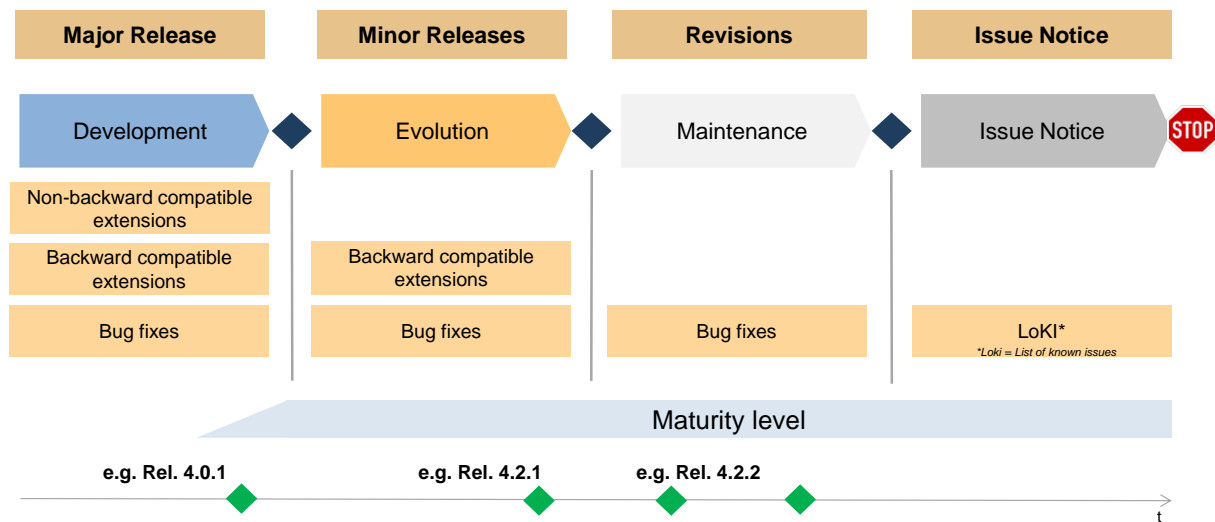 Major Release
Minor Releases
Revisions
Issue Notice
Development
Evolution
Maintenance
Issue Notice
STOP
Non-backward compatible
extensions
Backward compatible
extensions
Backward compatible
extensions
Bug fixes
Bug fixes
Bug fixes
LoKI*
*Loki = List of known issues
Maturity level
e.g. Rel. 4.0.1
e.g. Rel. 4.2.1
e.g. Rel. 4.2.2
t